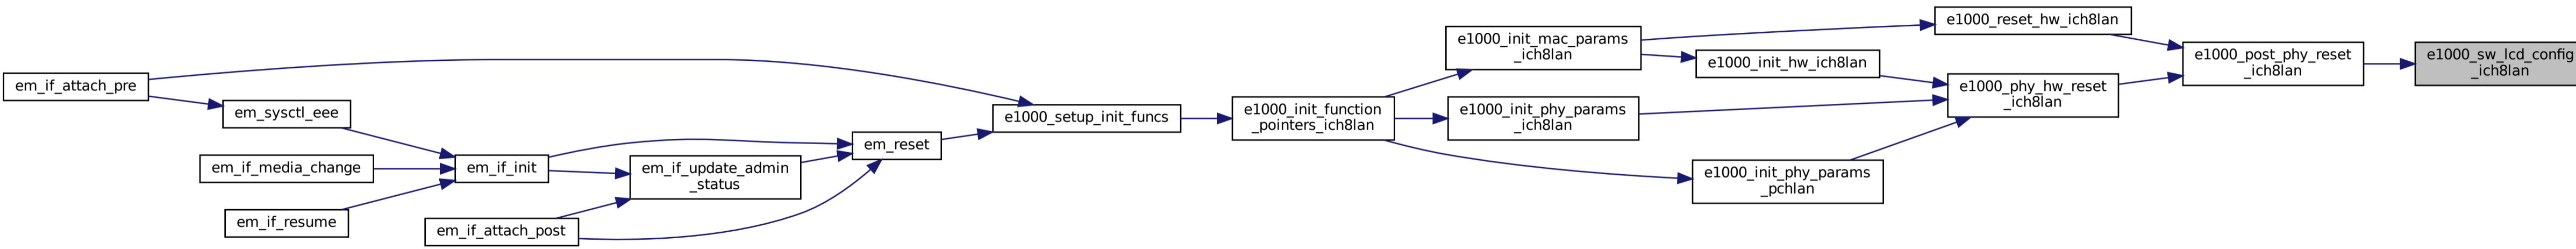 em_if_attach_pre
em_sysctl_eee
em_if_media_change
em_if_resume
em_if_init
em_if_attach_post
em_if_update_admin
_status
em_reset
e1000_setup_init_funcs
e1000_init_function
_pointers_ich8lan
e1000_init_mac_params
_ich8lan
e1000_init_phy_params
_ich8lan
e1000_init_phy_params
_pchlan
e1000_reset_hw_ich8lan
e1000_init_hw_ich8lan
e1000_phy_hw_reset
_ich8lan
e1000_post_phy_reset
_ich8lan
e1000_sw_lcd_config
_ich8lan